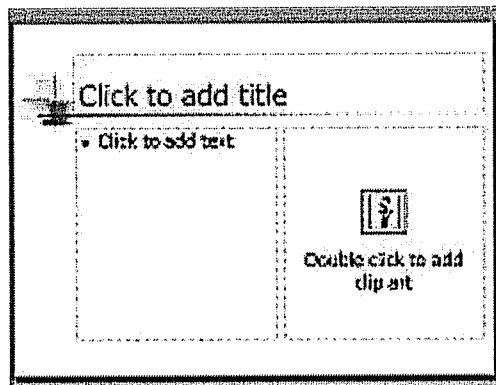 Click to add title
• Click to add text
Double click to add
clip art